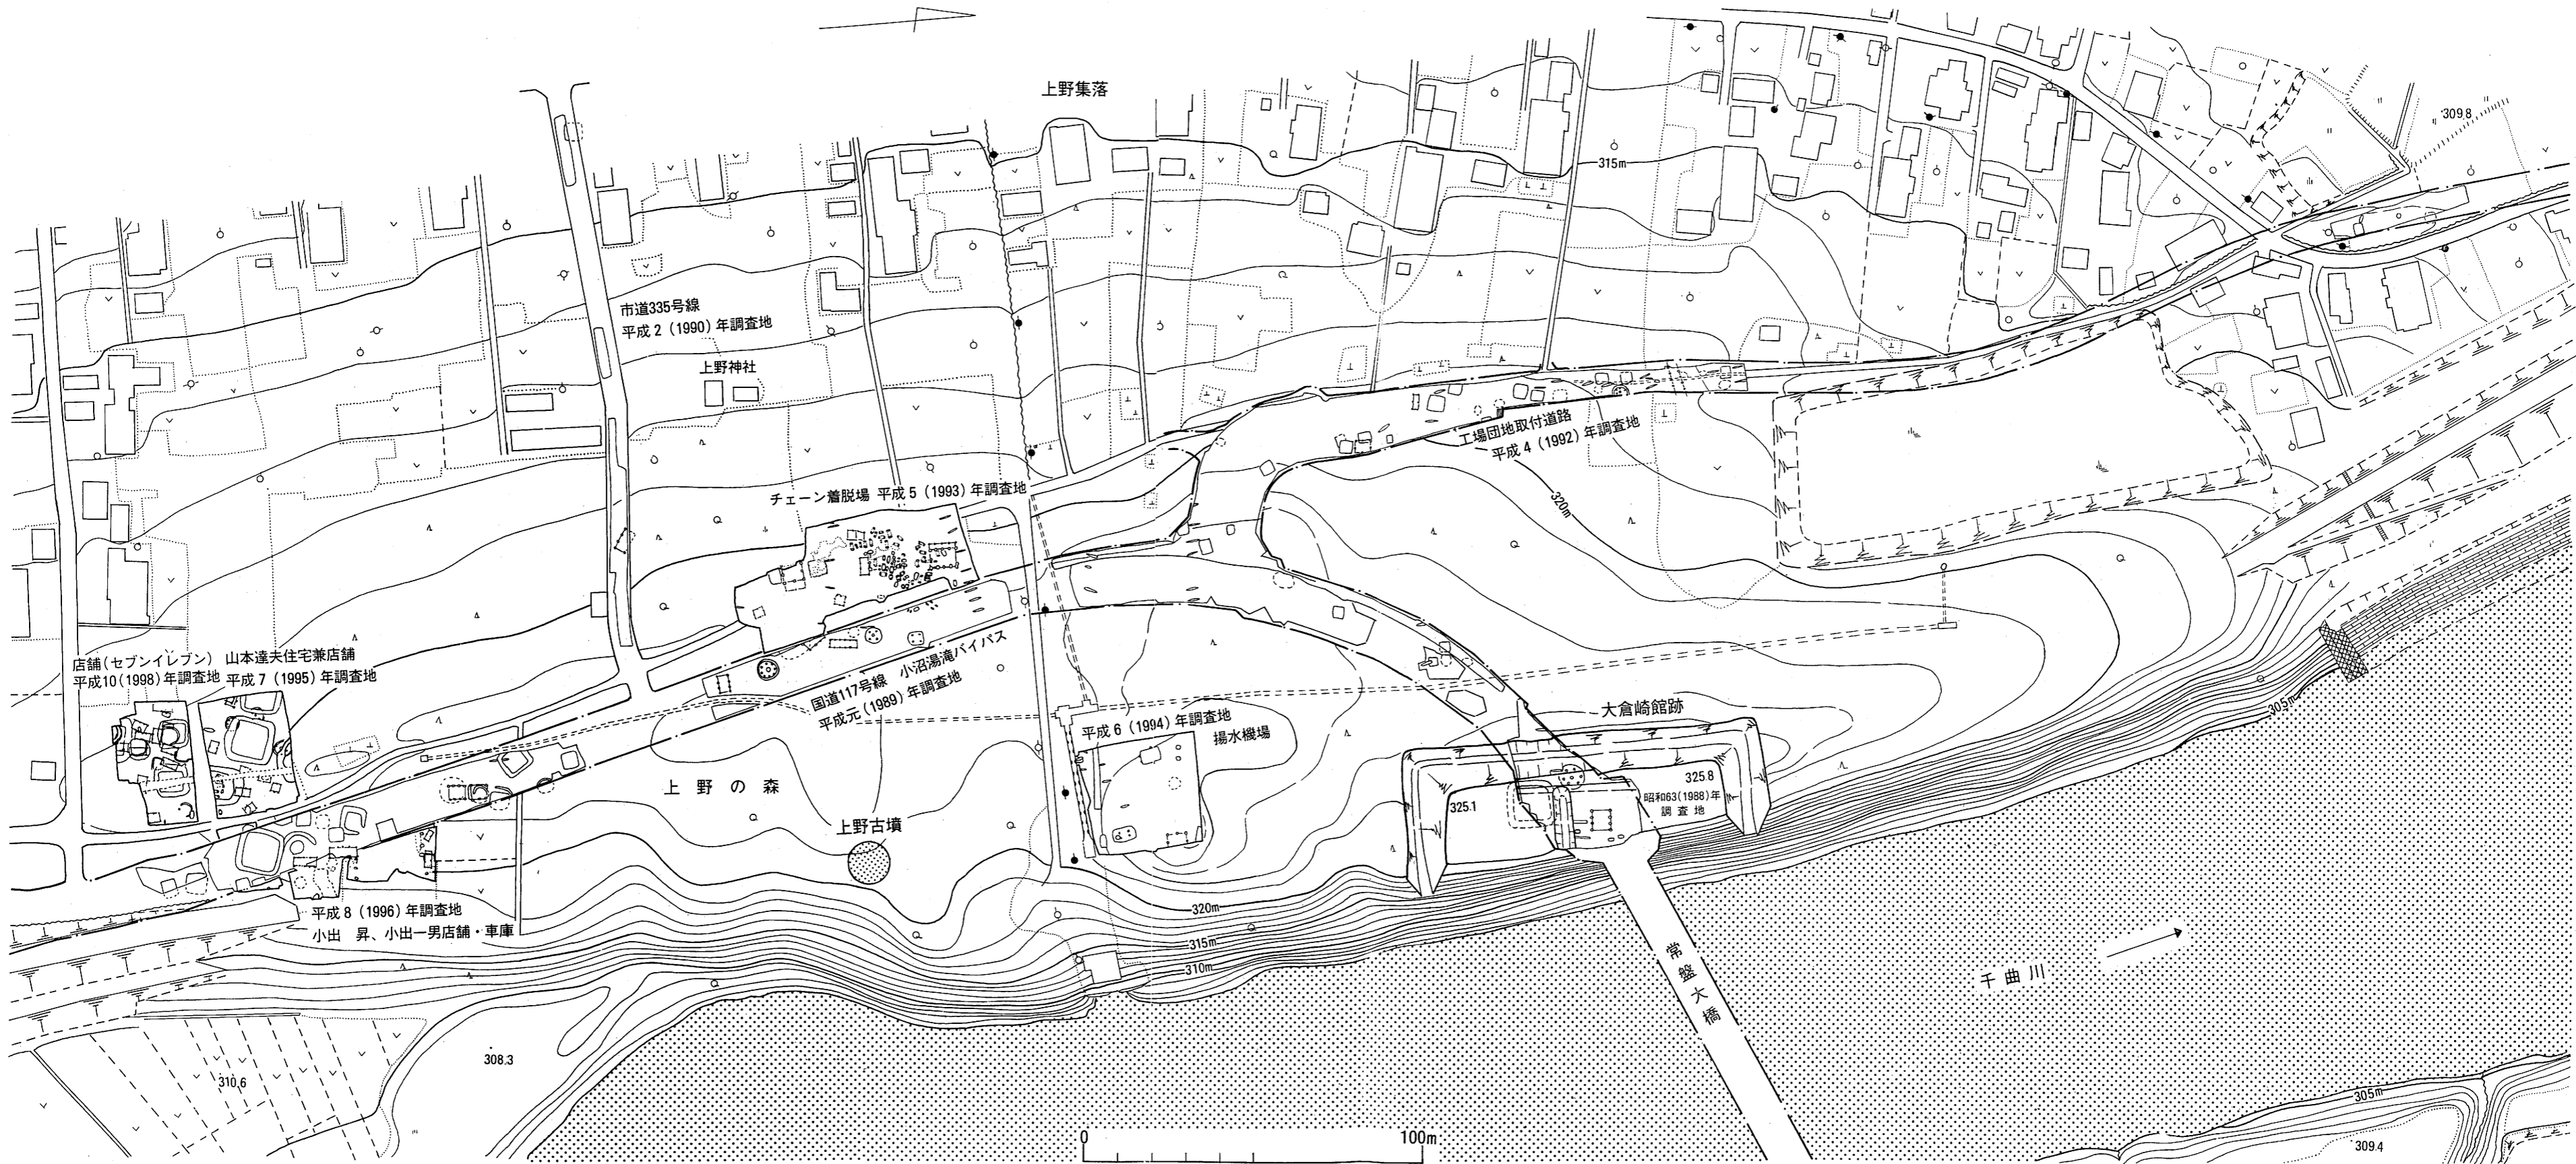 上野集落
309.8
315m
市道335号線
平成2(1990)年調査地
上野神社
工場団地取付道路
平成4(1992)年調査地
チェーン着脱場 平成5(1993)年調査地
320m
店舗(セブンイレブン)
平成10(1998)年調査地
山本達夫住宅兼店舗
平成7(1995)年調査地
国道117号線 小沼湯滝バイパス
平成元(1989)年調査地
平成6(1994)年調査地
揚水機場
大倉崎館跡
305m
325.8
325.1
昭和63(1988)年
調査地
上野の森
上野古墳
平成8(1996)年調査地
小出 昇、小出一男店舗・車庫
320m
315m
310m
常盤大橋
千曲川
308.3
310.6
305m
309.4
0
100m